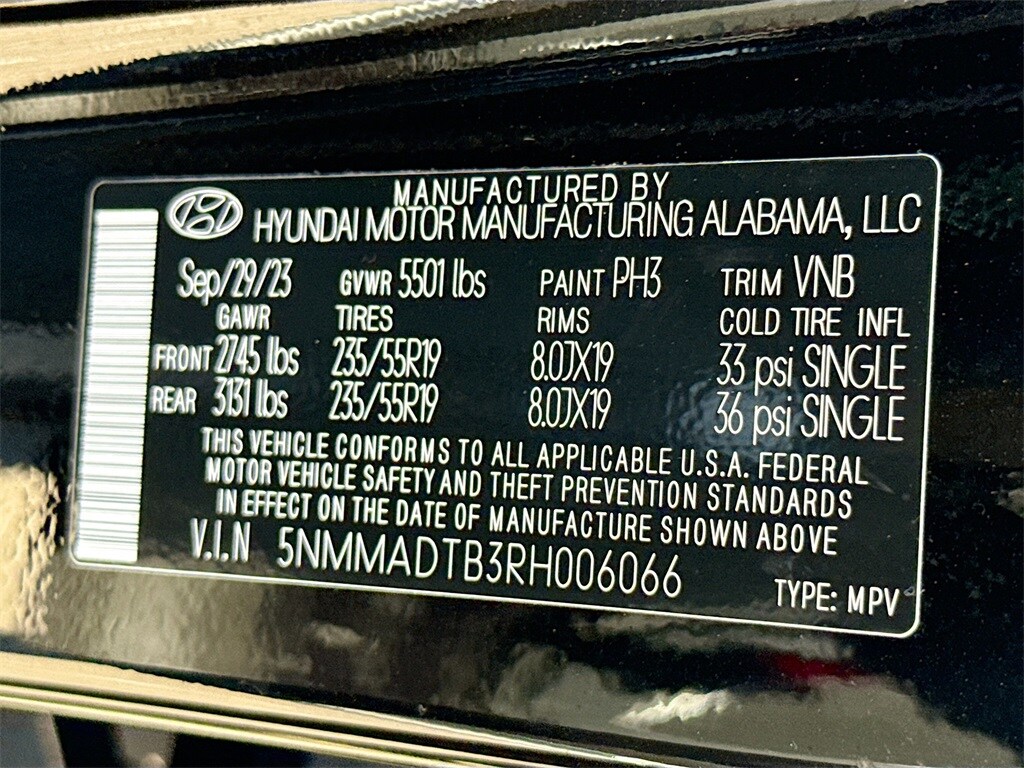 MANUFACTURED BY
HYUNDAI MOTOR MANUFACTURING ALABAMA, LLC
Sep/29/23 GVWR 5501 lbs PAINT PH3 TRIM VNB
GAWR TIRES RIMS COLD TIRE INFL
FRONT 2745 lbs 235/55R19 8.0JX19 33 psi SINGLE
REAR 3131 lbs 235/55R19 8.0JX19 36 psi SINGLE
THIS VEHICLE CONFORMS TO ALL APPLICABLE U.S.A. FEDERAL
MOTOR VEHICLE SAFETY AND THEFT PREVENTION STANDARDS
IN EFFECT ON THE DATE OF MANUFACTURE SHOWN ABOVE
V.I.N 5NMMADTB3RH006066
TYPE: MPV